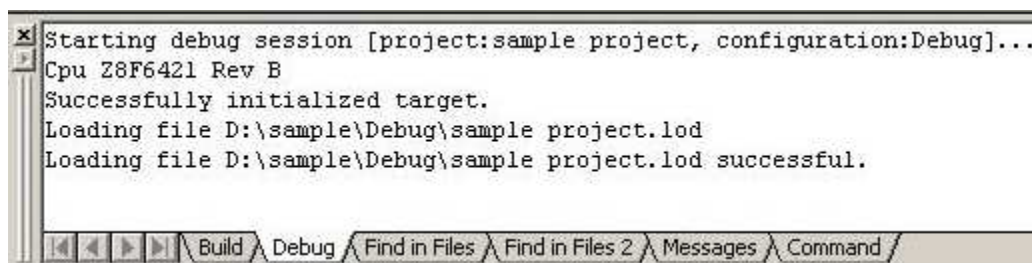 Starting debug session [project:sample project, configuration:Debug]...
Cpu Z8F6421 Rev B
Successfully initialized target.
Loading file D:\sample\Debug\sample project.lod
Loading file D:\sample\Debug\sample project.lod successful.
Build Debug Find in Files Find in Files 2 Messages Command